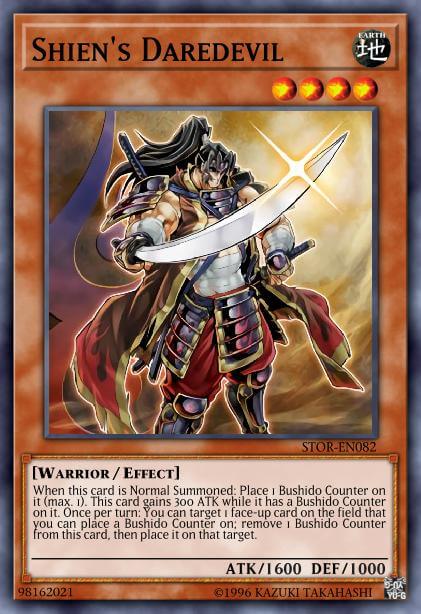 Shien's Daredevil
EARTH
地
STOR-EN082
[Warrior / Effect]
When this card is Normal Summoned: Place 1 Bushido Counter
on it (max. 1). This card gains 300 ATK while it has a Bushido Counter
on it. Once per turn: You can target 1 face-up card on the field that
you can place a Bushido Counter on; remove 1 Bushido Counter
from this card, then place it on that target.
ATK/1600 DEF/1000
98162021
©1996 KAZUKI TAKAHASHI